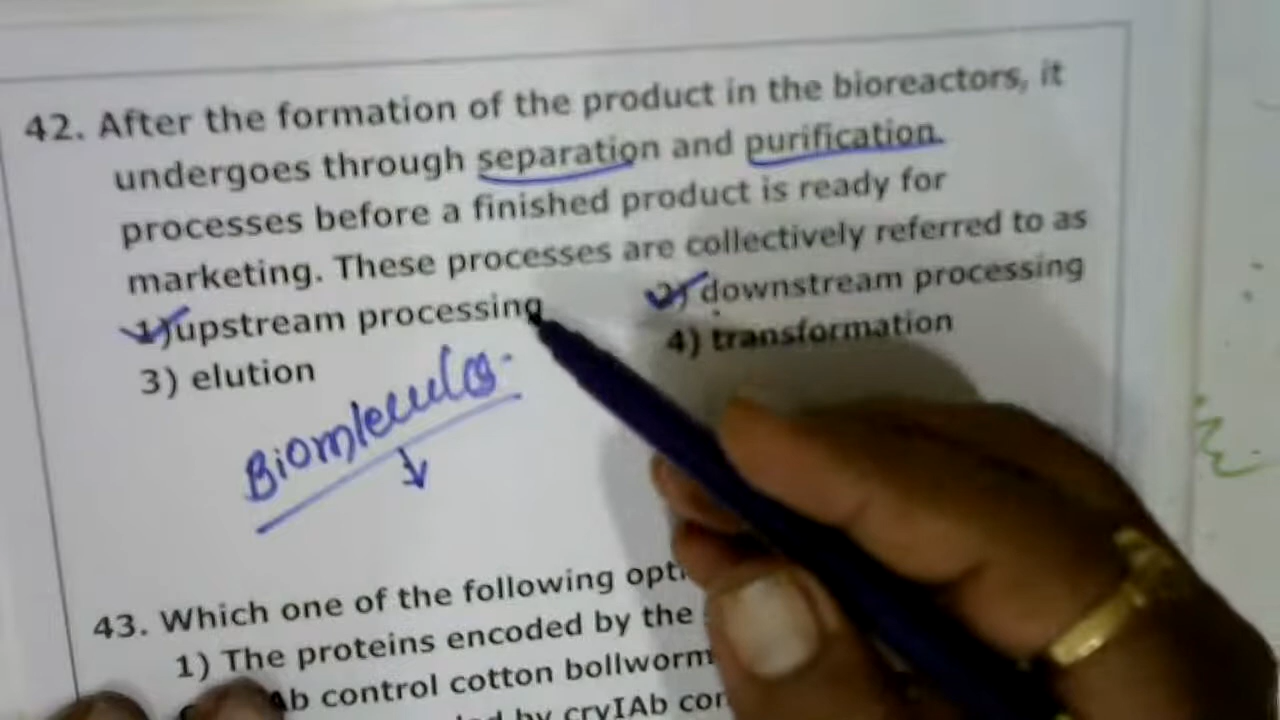 42. After the formation of the product in the bioreactors, it
undergoes through separation and purification
processes before a finished product is ready for
marketing. These processes are collectively referred to as
1) upstream processing 2) downstream processing
3) elution 4) transformation
43. Which one of the following
1) The proteins encoded by the
Ab control cotton bollworm
by cryIAb con